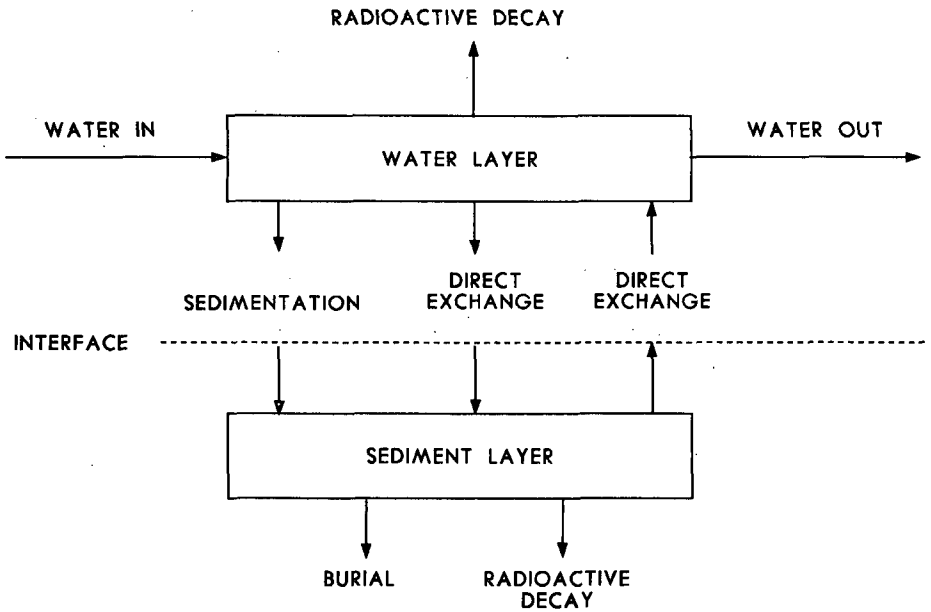 RADIOACTIVE DECAY
WATER IN
WATER OUT
WATER LAYER
SEDIMENTATION
DIRECT
EXCHANGE
DIRECT
EXCHANGE
INTERFACE
SEDIMENT LAYER
BURIAL
RADIOACTIVE
DECAY